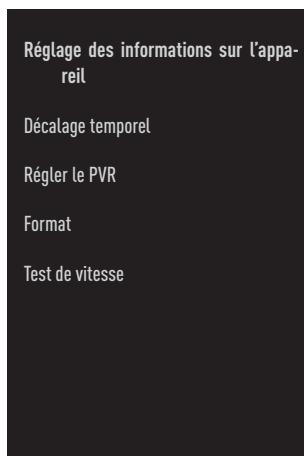 Réglage des informations sur l'appa-
reil
Décalage temporel
Régler le PVR
Format
Test de vitesse